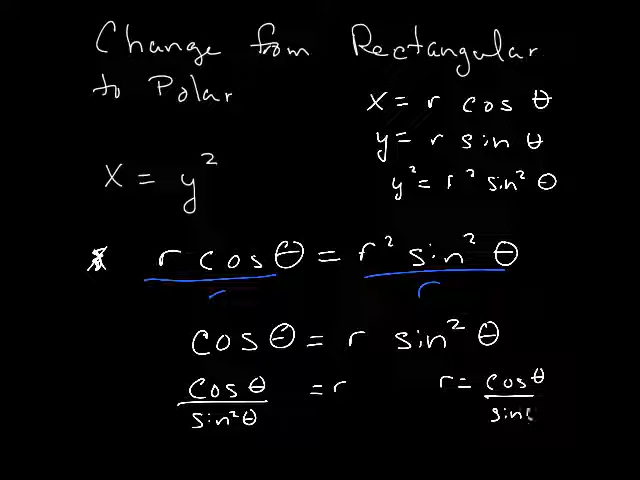 Change from Rectangular
to Polar
x = r cos θ
y = r sin θ
y² = r² sin² θ
x = y²
r cos θ = r² sin² θ
r r
cos θ = r sin² θ
cos θ / sin² θ = r r = cos θ / sin